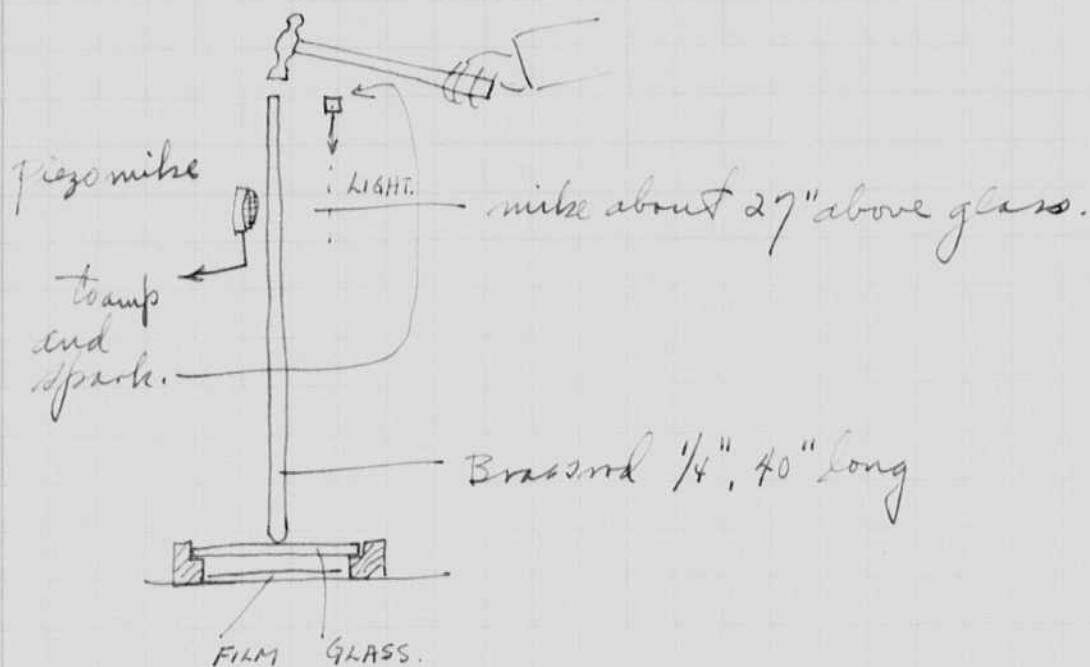 Piezo mike
LIGHT.
mike about 27" above glass.
to amp
and
spark.
Brass rod 1/4", 40" long
FILM GLASS.